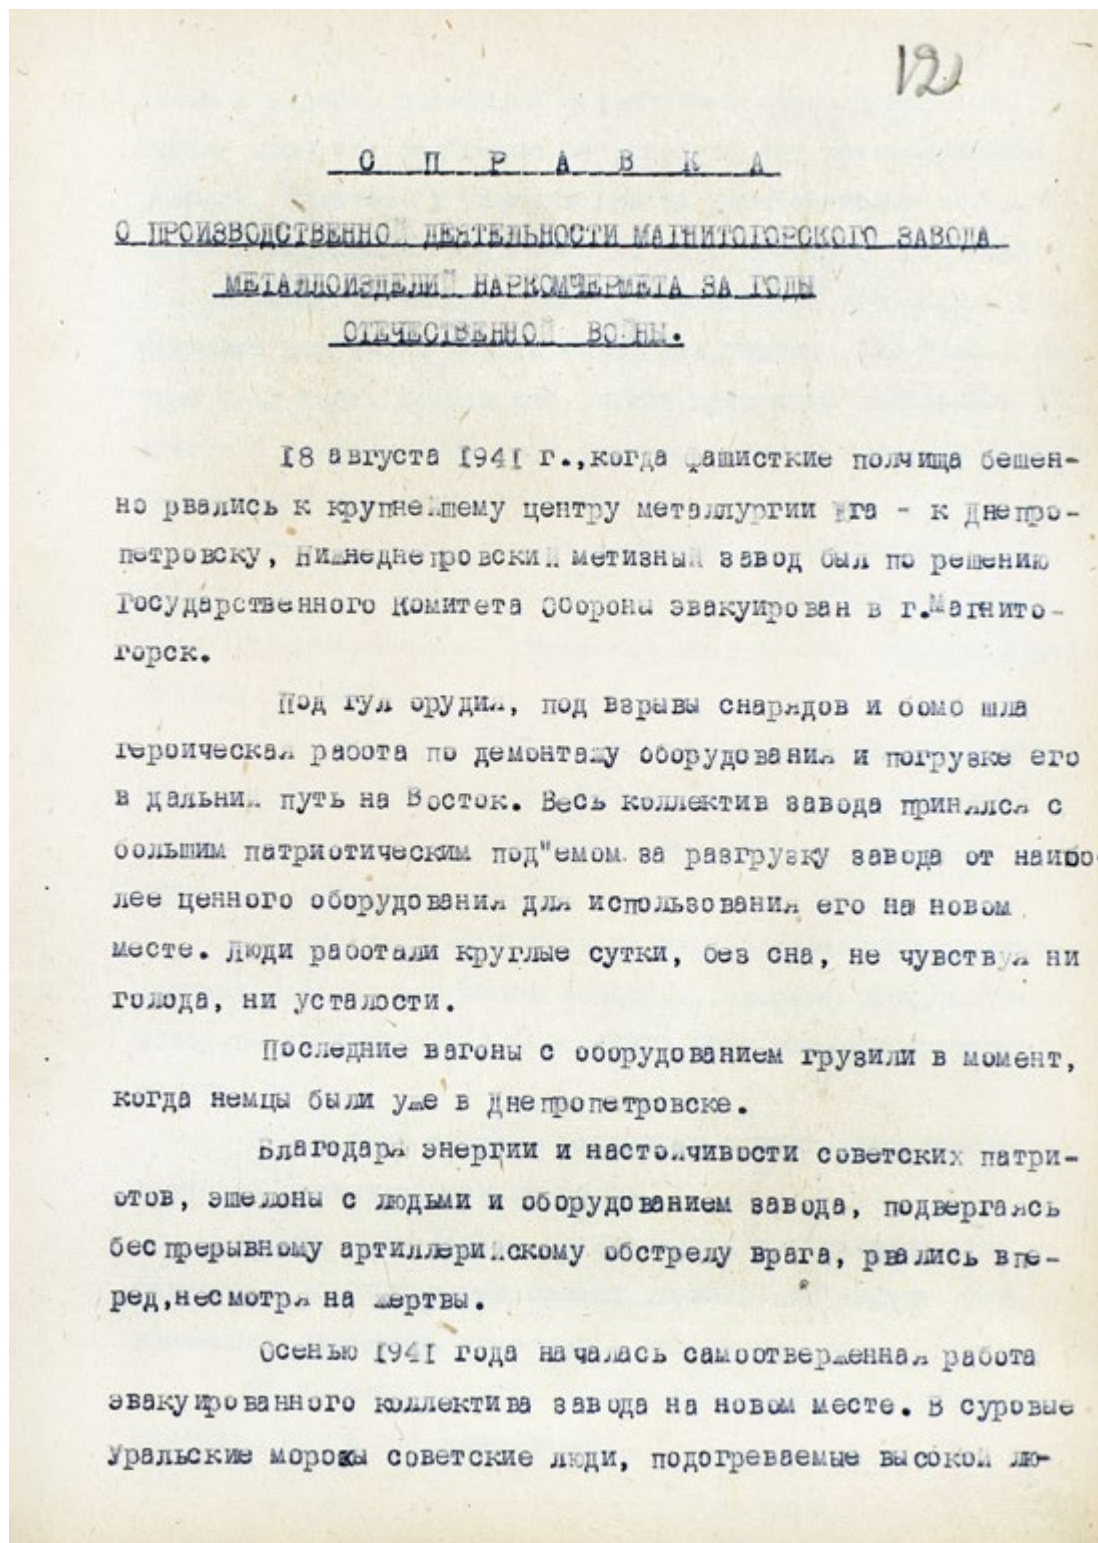 12
С П Р А В К А
О ПРОИЗВОДСТВЕННОЙ ДЕЯТЕЛЬНОСТИ МАГНИТОГОРСКОГО ЗАВОДА
МЕТАЛЛОИЗДЕЛИЙ НАРКОМЧЕРМЕТА ЗА ГОДЫ
ОТЕЧЕСТВЕННОЙ ВОЙНЫ.
I8 августа I94I г.,когда фашисткие полчища бешен-
но рвались к крупнейшему центру металлургии Юга - к Днепро-
петровску, Нижнеднепровский метизный завод был по решению
Государственного Комитета Обороны эвакуирован в г.Магнито-
горск.
Под гул орудий, под взрывы снарядов и бомб шла
героическая работа по демонтажу оборудования и погрузке его
в дальний путь на Восток. Весь коллектив завода принялся с
большим патриотическим под"емом за разгрузку завода от наибо-
лее ценного оборудования для использования его на новом
месте. Люди работали круглые сутки, без сна, не чувствуя ни
голода, ни усталости.
Последние вагоны с оборудованием грузили в момент,
когда немцы были уже в Днепропетровске.
Благодаря энергии и настойчивости советских патри-
отов, эшелоны с людьми и оборудованием завода, подвергаясь
беспрерывному артиллерийскому обстрелу врага, рвались впе-
ред,несмотря на жертвы.
Осенью I94I года началась самоотверженная работа
эвакуированного коллектива завода на новом месте. В суровые
Уральские морозы советские люди, подогреваемые высокой лю-